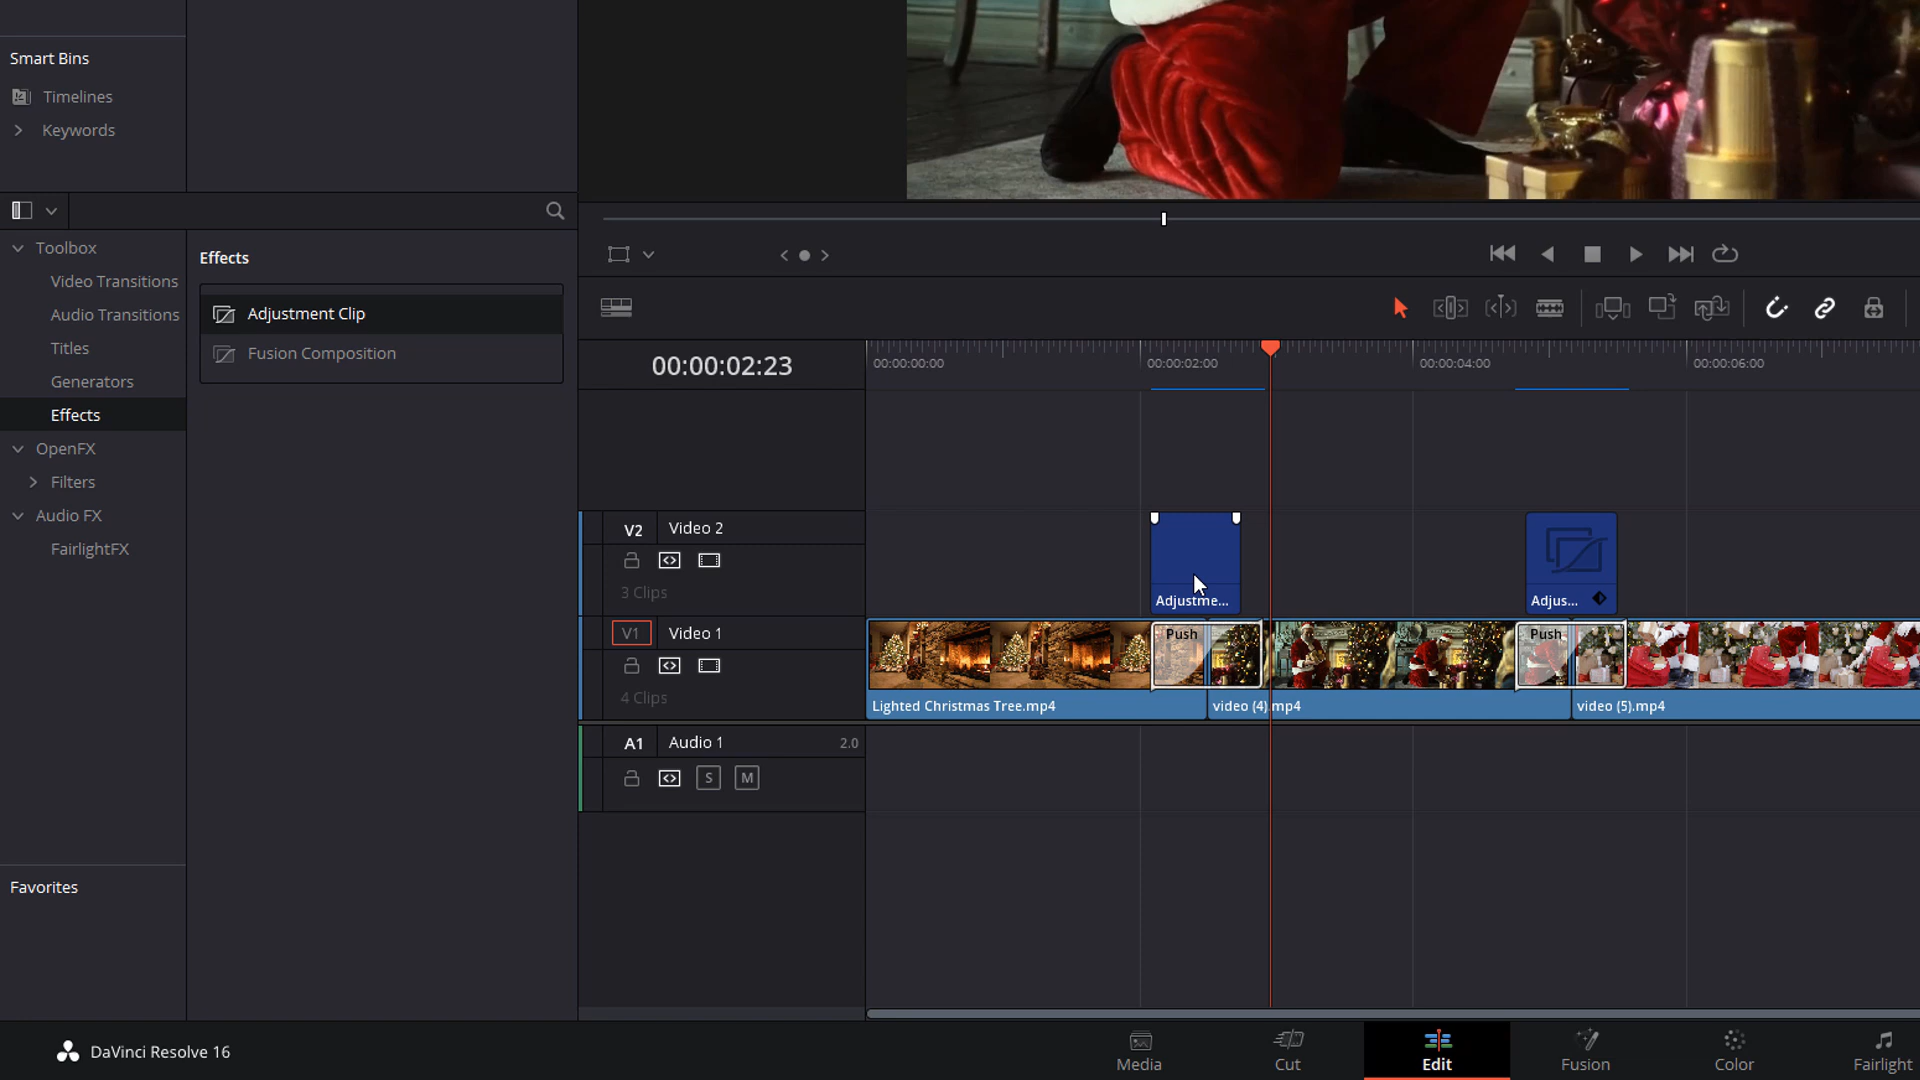 Smart Bins
Timelines
Keywords
Toolbox
Video Transitions
Audio Transitions
Titles
Generators
Effects
OpenFX
Filters
Audio FX
FairlightFX
Favorites
Effects
Adjustment Clip
Fusion Composition
00:00:02:23
00:00:00:00
00:00:02:00
00:00:04:00
00:00:06:00
V2 Video 2
3 Clips
Adjustme...
Adjus...
V1 Video 1
4 Clips
Push
Push
Lighted Christmas Tree.mp4
video (4).mp4
video (5).mp4
A1 Audio 1 2.0
S M
DaVinci Resolve 16
Media
Cut
Edit
Fusion
Color
Fairlight